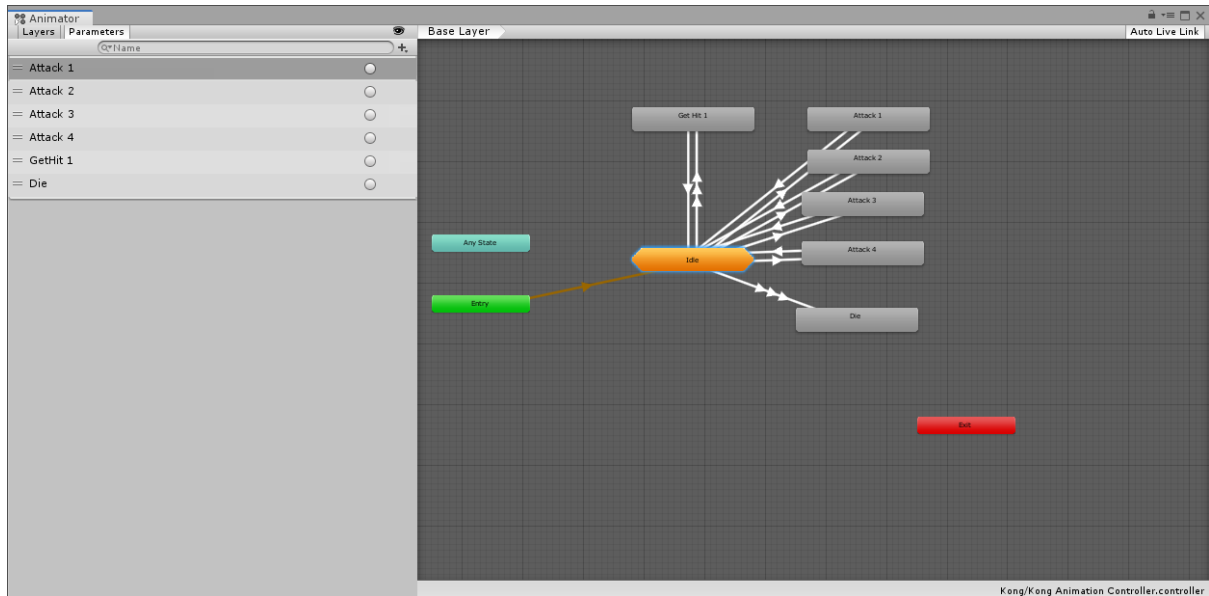 Animator
Layers Parameters
Base Layer
Auto Live Link
Name
Attack 1
Attack 2
Attack 3
Attack 4
GetHit 1
Die
Get Hit 1
Attack 1
Attack 2
Attack 3
Any State
Attack 4
Idle
Entry
Die
Exit
Kong/Kong Animation Controller.controller